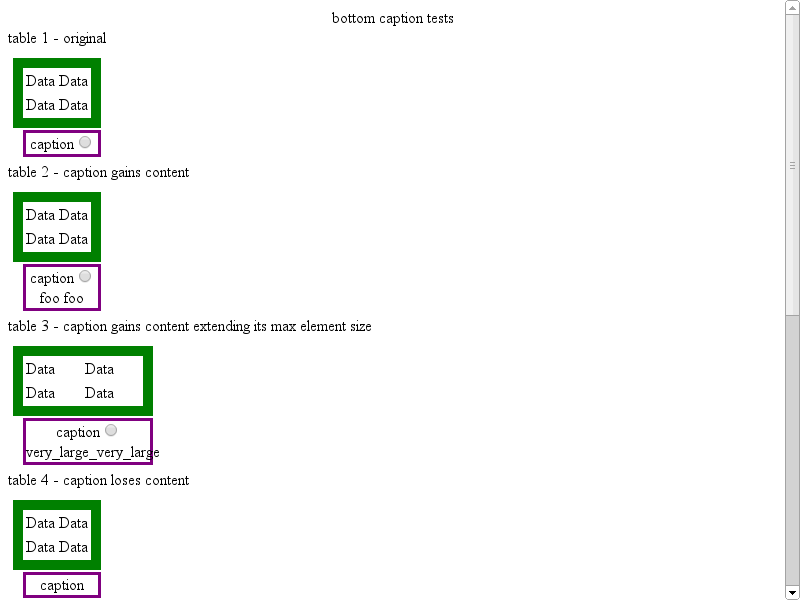 bottom caption tests
table 1 - original
Data Data
Data Data
caption
table 2 - caption gains content
Data Data
Data Data
caption
foo foo
table 3 - caption gains content extending its max element size
Data Data
Data Data
caption
very_large_very_large
table 4 - caption loses content
Data Data
Data Data
caption